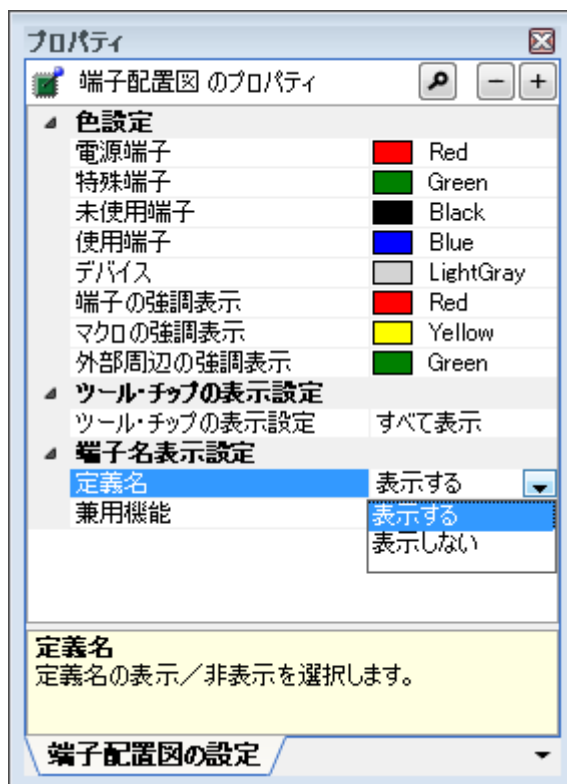 プロパティ
端子配置図 のプロパティ
色設定
電源端子 Red
特殊端子 Green
未使用端子 Black
使用端子 Blue
デバイス LightGray
端子の強調表示 Red
マクロの強調表示 Yellow
外部周辺の強調表示 Green
ツール・チップの表示設定
ツール・チップの表示設定 すべて表示
端子名表示設定
定義名 表示する
兼用機能 表示する
表示しない
定義名
定義名の表示/非表示を選択します。
端子配置図の設定